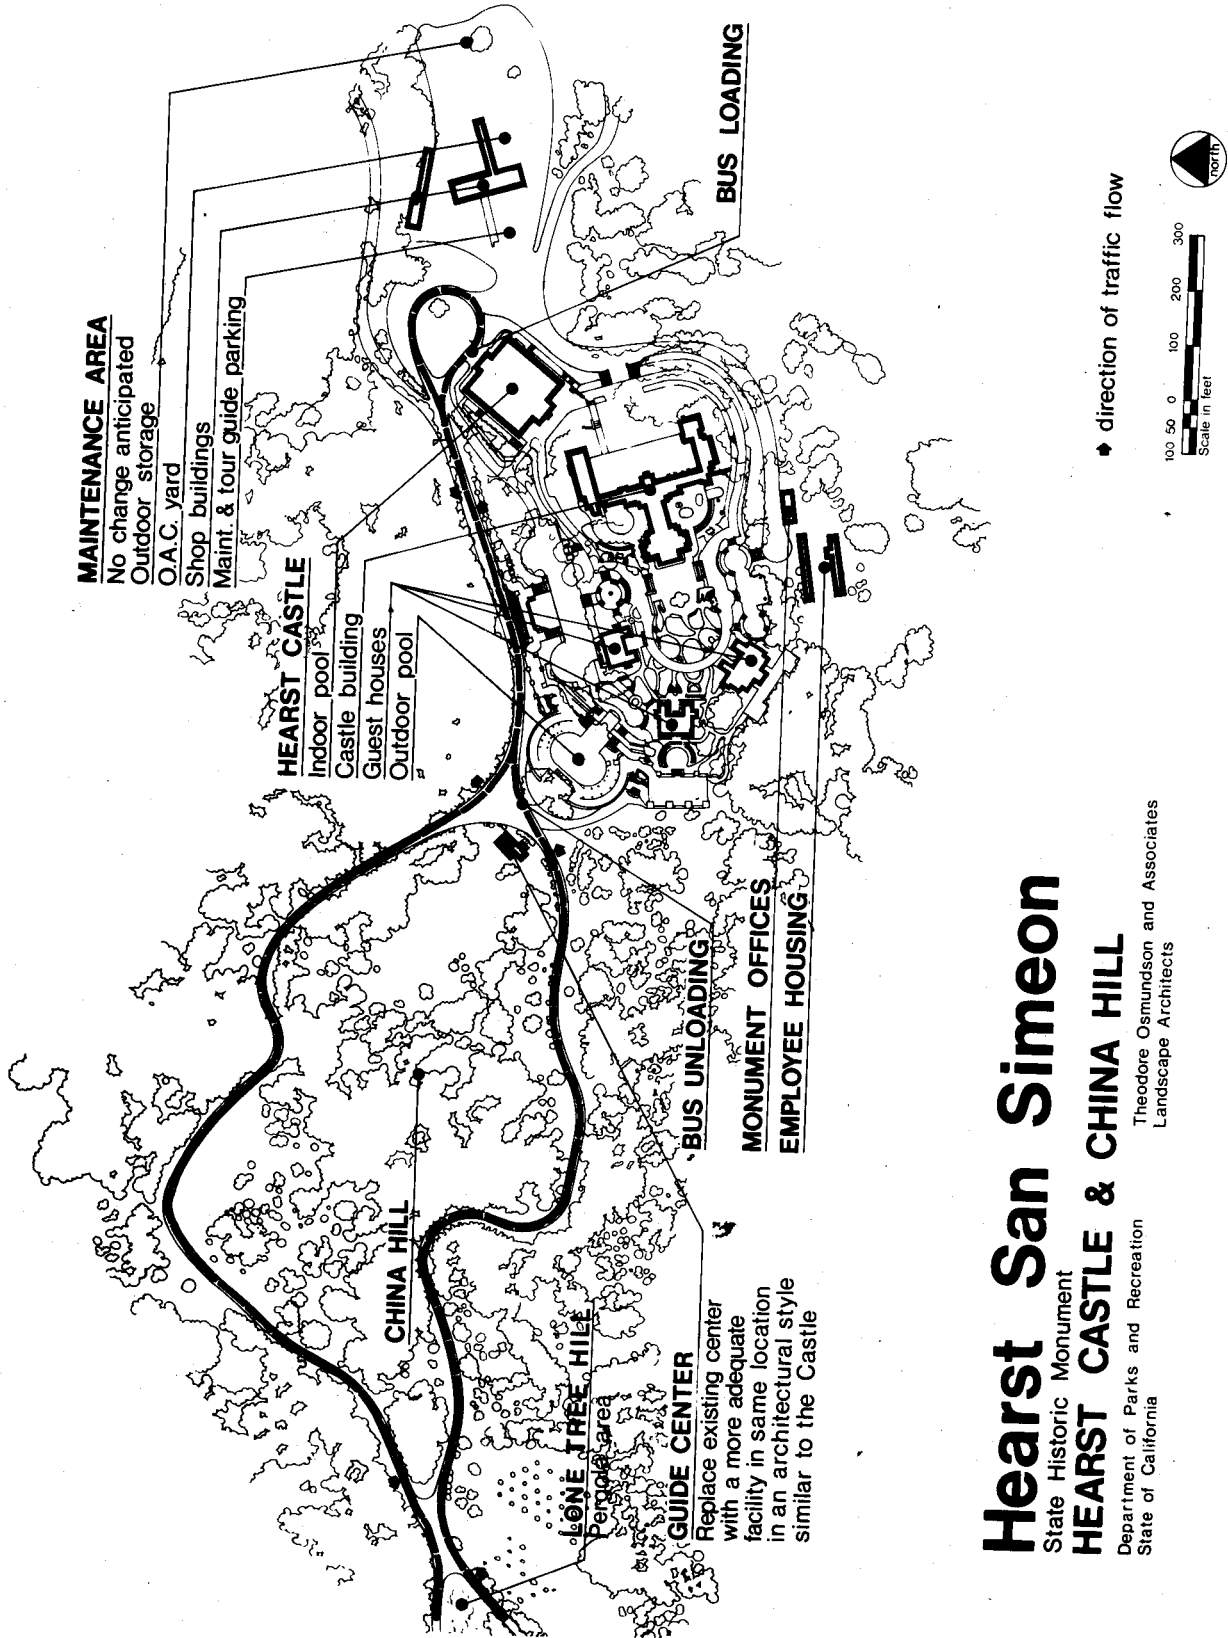 MAINTENANCE AREA
No change anticipated
Outdoor storage
O.A.C. yard
Shop buildings
Maint. & tour guide parking
HEARST CASTLE
Indoor pool
Castle building
Guest houses
Outdoor pool
BUS LOADING
CHINA HILL
LONE TREE HILL
Pergola area
GUIDE CENTER
Replace existing center
with a more adequate
facility in same location
in an architectural style
similar to the Castle
BUS UNLOADING
MONUMENT OFFICES
EMPLOYEE HOUSING
Hearst San Simeon
State Historic Monument
HEARST CASTLE & CHINA HILL
Department of Parks and Recreation
State of California
Theodore Osmundson and Associates
Landscape Architects
direction of traffic flow
100 50 0 100 200 300
Scale in feet
north